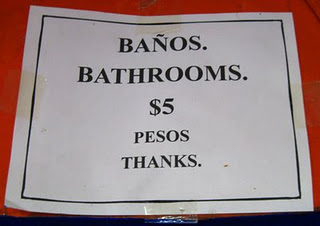 BAÑOS.
BATHROOMS.
$5
PESOS
THANKS.